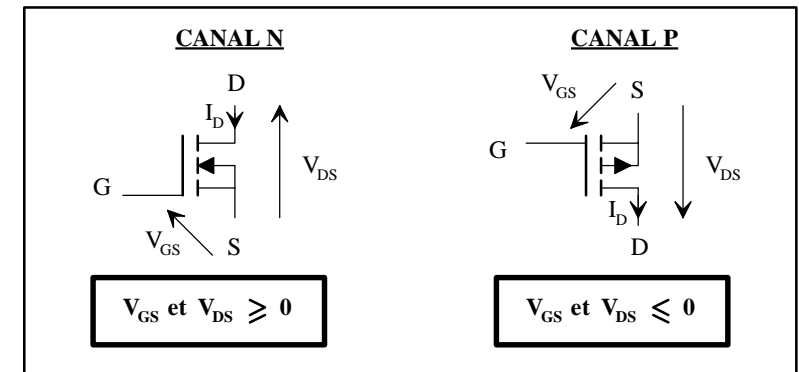 CANAL N
D
I_D
V_DS
G
V_GS
S
V_GS et V_DS ⩾ 0
CANAL P
V_GS
S
G
V_DS
I_D
D
V_GS et V_DS ⩽ 0